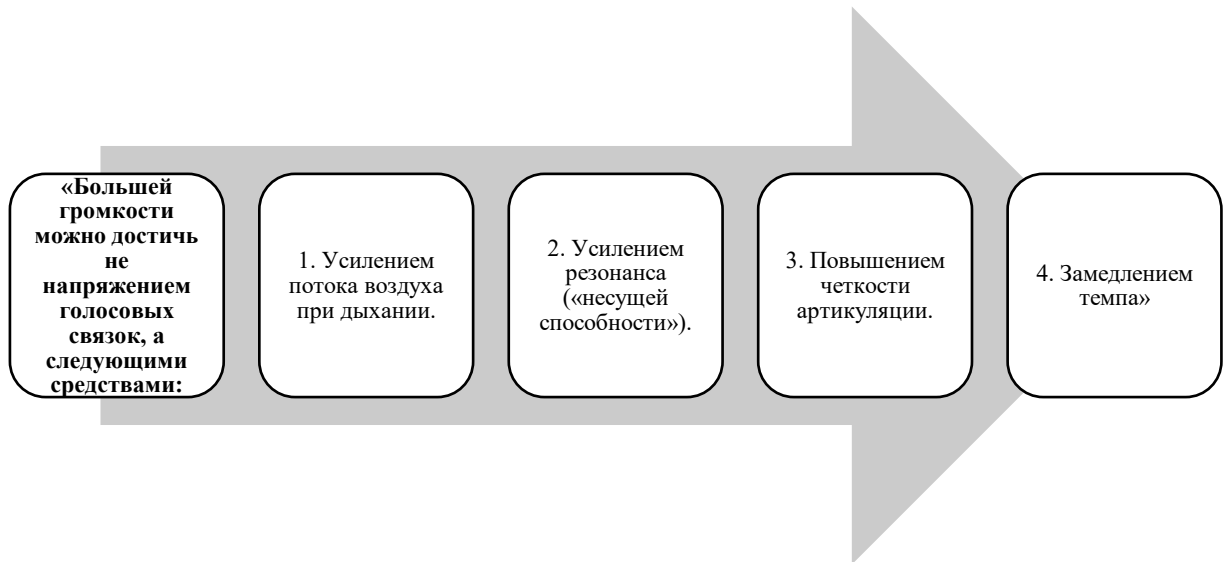 «Большей
громкости
можно достичь
не
напряжением
голосовых
связок, а
следующими
средствами:
1. Усилением
потока воздуха
при дыхании.
2. Усилением
резонанса
(«несущей
способности»).
3. Повышением
четкости
артикуляции.
4. Замедлением
темпа»